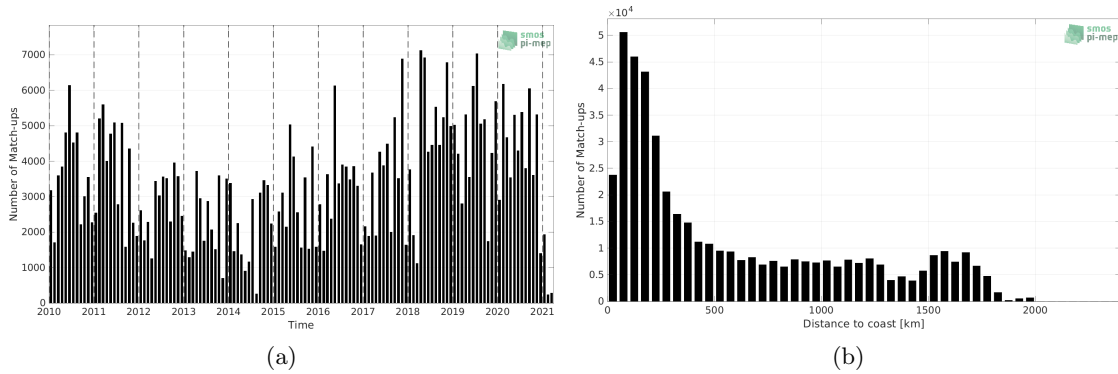 smos
pi-mep
7000
6000
5000
4000
3000
2000
1000
0
Number of Match-ups
2010 2011 2012 2013 2014 2015 2016 2017 2018 2019 2020 2021
Time
(a)
×10⁴
smos
pi-mep
5
4.5
4
3.5
3
2.5
2
1.5
1
0.5
0
Number of Match-ups
0 500 1000 1500 2000
Distance to coast [km]
(b)